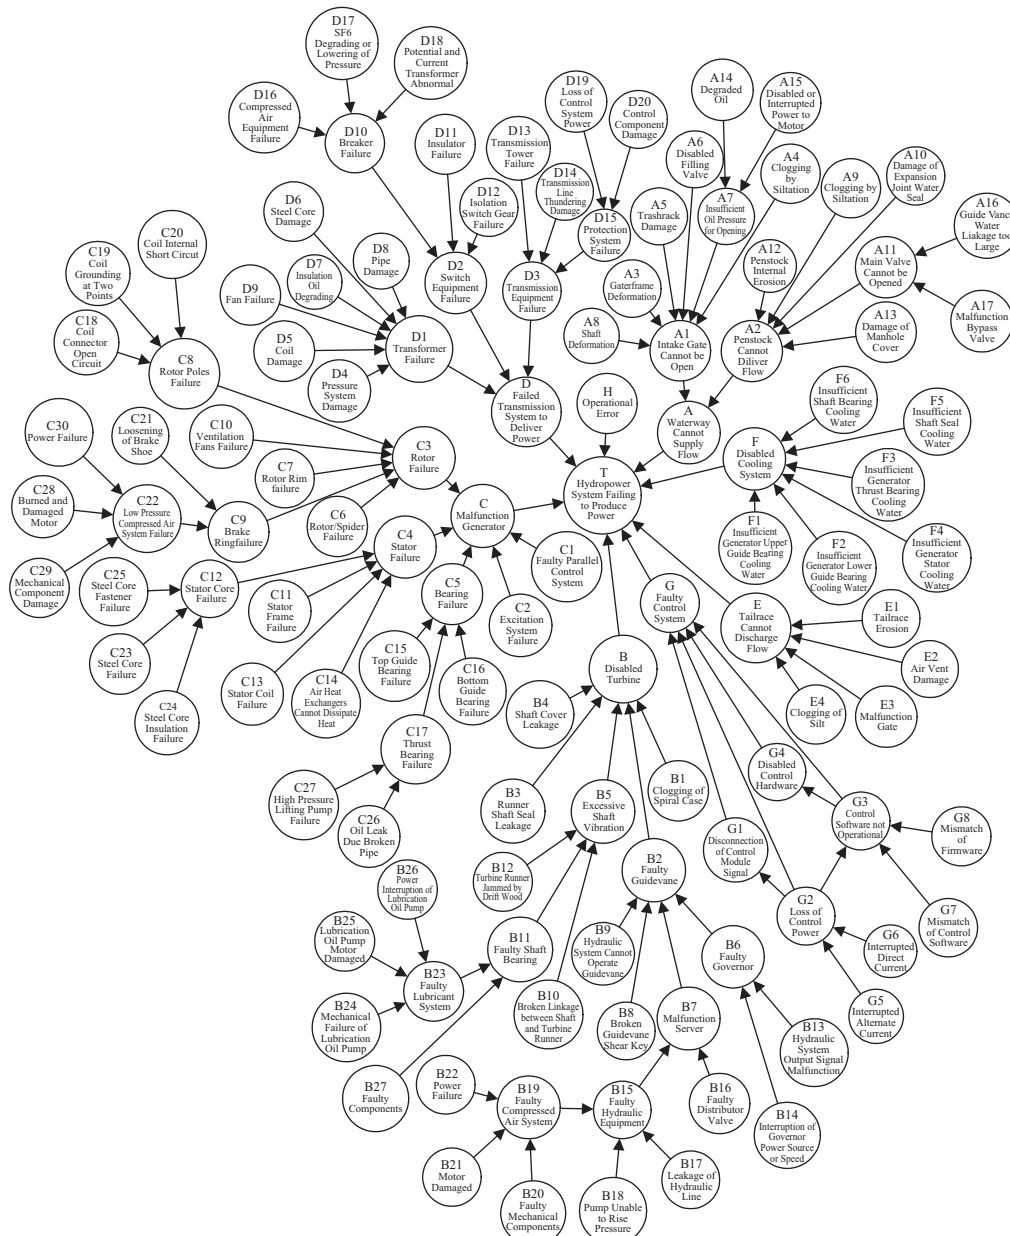 D17
SF6
Degrading or
Lowering of
Pressure
D18
Potential and
Current
Transformer
Abnormal
D16
Compressed
Air
Equipment
Failure
D10
Breaker
Failure
D11
Insulator
Failure
D13
Transmission
Tower
Failure
D19
Loss of
Control
System
Power
D20
Control
Component
Damage
A14
Degraded
Oil
A15
Disabled or
Interrupted
Power to
Motor
A6
Disabled
Filling
Valve
A4
Clogging
by
Siltation
A10
Damage of
Expansion
Joint Water
Seal
A9
Clogging by
Siltation
A16
Guide Vance
Water
Liakage too
Large
D12
Isolation
Switch Gear
Failure
D14
Transmission
Line
Thundering
Damage
D15
Protection
System
Failure
A5
Trashrack
Damage
A7
Insufficient
Oil Pressure
for Opening
A12
Penstock
Internal
Erosion
A11
Main Valve
Cannot be
Opened
A17
Malfunction
Bypass
Valve
D6
Steel Core
Damage
D8
Pipe
Damage
D7
Insulation
Oil
Degrading
D9
Fan Failure
D2
Switch
Equipment
Failure
D3
Transmission
Equipment
Failure
A3
Gaterframe
Deformation
A8
Shaft
Deformation
A1
Intake Gate
Cannot be
Open
A2
Penstock
Cannot
Diliver
Flow
A13
Damage of
Manhole
Cover
C20
Coil Internal
Short Circut
C19
Coil
Grounding
at Two
Points
C18
Coil
Connector
Open
Circuit
C8
Rotor Poles
Failure
D5
Coil
Damage
D1
Transformer
Failure
D4
Pressure
System
Damage
D
Failed
Transmission
System to
Deliver
Power
H
Operational
Error
A
Waterway
Cannot
Supply
Flow
F6
Insufficient
Shaft Bearing
Cooling
Water
F5
Insufficient
Shaft Seal
Cooling
Water
C30
Power Failure
C21
Loosening
of Brake
Shoe
C10
Ventilation
Fans Failure
C7
Rotor Rim
failure
C3
Rotor
Failure
T
Hydropower
System Failing
to Produce
Power
F
Disabled
Cooling
System
F3
Insufficient
Generator
Thrust Bearing
Cooling
Water
C28
Burned and
Damaged
Motor
C22
Low Pressure
Compressed Air
System Failure
C9
Brake
Ringfailure
C6
Rotor/Spider
Failure
C
Malfunction
Generator
C4
Stator
Failure
C1
Faulty Parallel
Control
System
F1
Insufficient
Generator Upper
Guide Bearing
Cooling
Water
F2
Insufficient
Generator Lower
Guide Bearing
Cooling Water
F4
Insufficient
Generator
Stator
Cooling
Water
C29
Mechanical
Component
Damage
C25
Steel Core
Fastener
Failure
C12
Stator Core
Failure
C11
Stator
Frame
Failure
C5
Bearing
Failure
C2
Excitation
System
Failure
G
Faulty
Control
System
E
Tailrace
Cannot
Discharge
Flow
E1
Tailrace
Erosion
E2
Air Vent
Damage
C23
Steel Core
Failure
C24
Steel Core
Insulation
Failure
C13
Stator Coil
Failure
C14
Air Heat
Exchangers
Cannot Dissipate
Heat
C15
Top Guide
Bearing
Failure
C16
Bottom
Guide
Bearing
Failure
B
Disabled
Turbine
B4
Shaft Cover
Leakage
E4
Clogging of
Silt
E3
Malfunction
Gate
C17
Thrust
Bearing
Failure
C27
High Pressure
Lifting Pump
Failure
C26
Oil Leak
Due Broken
Pipe
B3
Runner
Shaft Seal
Leakage
B5
Excessive
Shaft
Vibration
B1
Clogging of
Spiral Case
G4
Disabled
Control
Hardware
G3
Control
Software not
Operational
G8
Mismatch
of
Firmware
G1
Disconnection
of Control
Module
Signal
B12
Turbine Runner
Jammed by
Drift Wood
B2
Faulty
Guidevane
G2
Loss of
Control
Power
G7
Mismatch
of Control
Software
B26
Power
Interruption of
Lubrication
Oil Pump
B25
Lubrication
Oil Pump
Motor
Damaged
B11
Faulty Shaft
Bearing
B9
Hydraulic
System Cannot
Operate
Guidevane
B6
Faulty
Governor
G6
Interrupted
Direct
Current
B23
Faulty
Lubricant
System
B24
Mechanical
Failure of
Lubrication
Oil Pump
B10
Broken Linkage
between Shaft
and Turbine
Runner
B8
Broken
Guidevane
Shear Key
B7
Malfunction
Server
G5
Interrupted
Alternate
Current
B13
Hydraulic
System
Output Signal
Malfunction
B27
Faulty
Components
B22
Power
Failure
B19
Faulty
Compressed
Air System
B15
Faulty
Hydraulic
Equipment
B16
Faulty
Distributor
Valve
B14
Interruption of
Governor
Power Source
or Speed
B21
Motor
Damaged
B20
Faulty
Mechanical
Components
B18
Pump Unable
to Rise
Pressure
B17
Leakage of
Hydraulic
Line